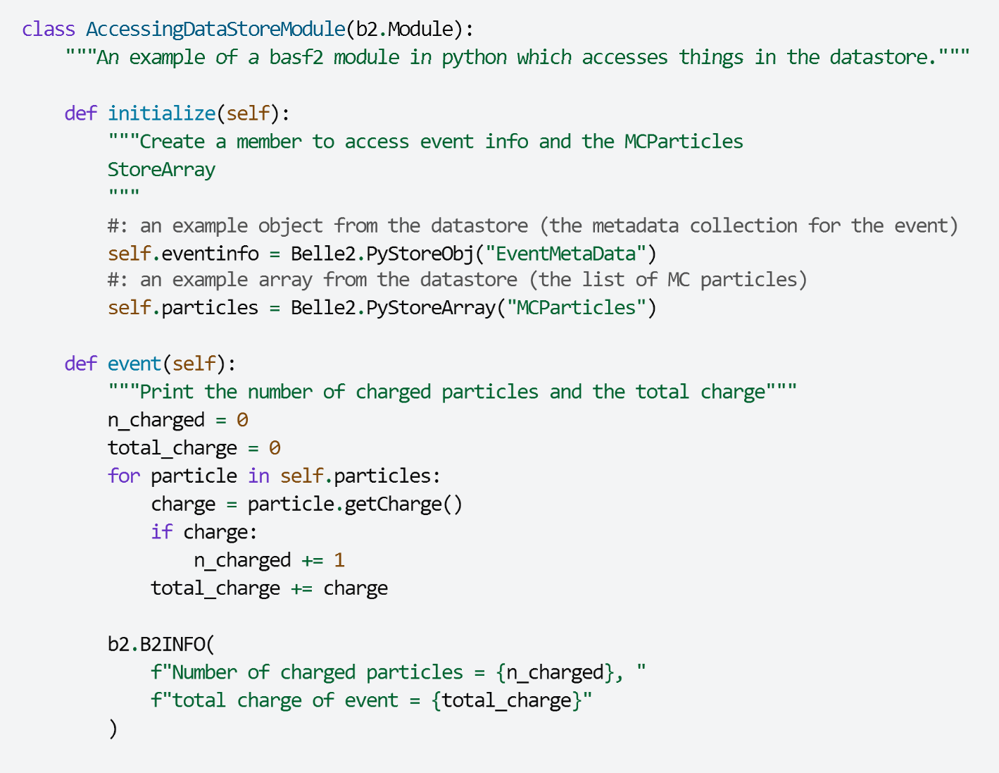 class AccessingDataStoreModule(b2.Module):
    """An example of a basf2 module in python which accesses things in the datastore."""

    def initialize(self):
        """Create a member to access event info and the MCParticles
        StoreArray
        """
        #: an example object from the datastore (the metadata collection for the event)
        self.eventinfo = Belle2.PyStoreObj("EventMetaData")
        #: an example array from the datastore (the list of MC particles)
        self.particles = Belle2.PyStoreArray("MCParticles")

    def event(self):
        """Print the number of charged particles and the total charge"""
        n_charged = 0
        total_charge = 0
        for particle in self.particles:
            charge = particle.getCharge()
            if charge:
                n_charged += 1
            total_charge += charge

        b2.B2INFO(
            f"Number of charged particles = {n_charged}, "
            f"total charge of event = {total_charge}"
        )